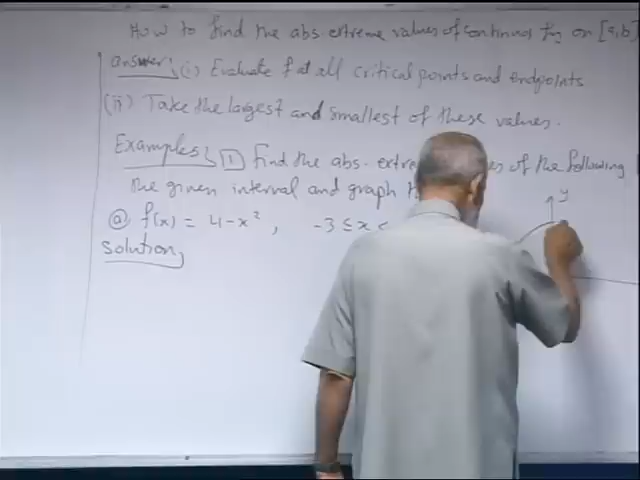 How to find the abs. extreme values of continuos f on [a,b]
answer; (i) Evaluate f at all critical points and endpoints
(ii) Take the largest and smallest of these values.
Examples; 1 Find the abs. extre es of the following
the given interval and graph
y
(a) f(x) = 4-x², -3 ≤ x <
Solution;